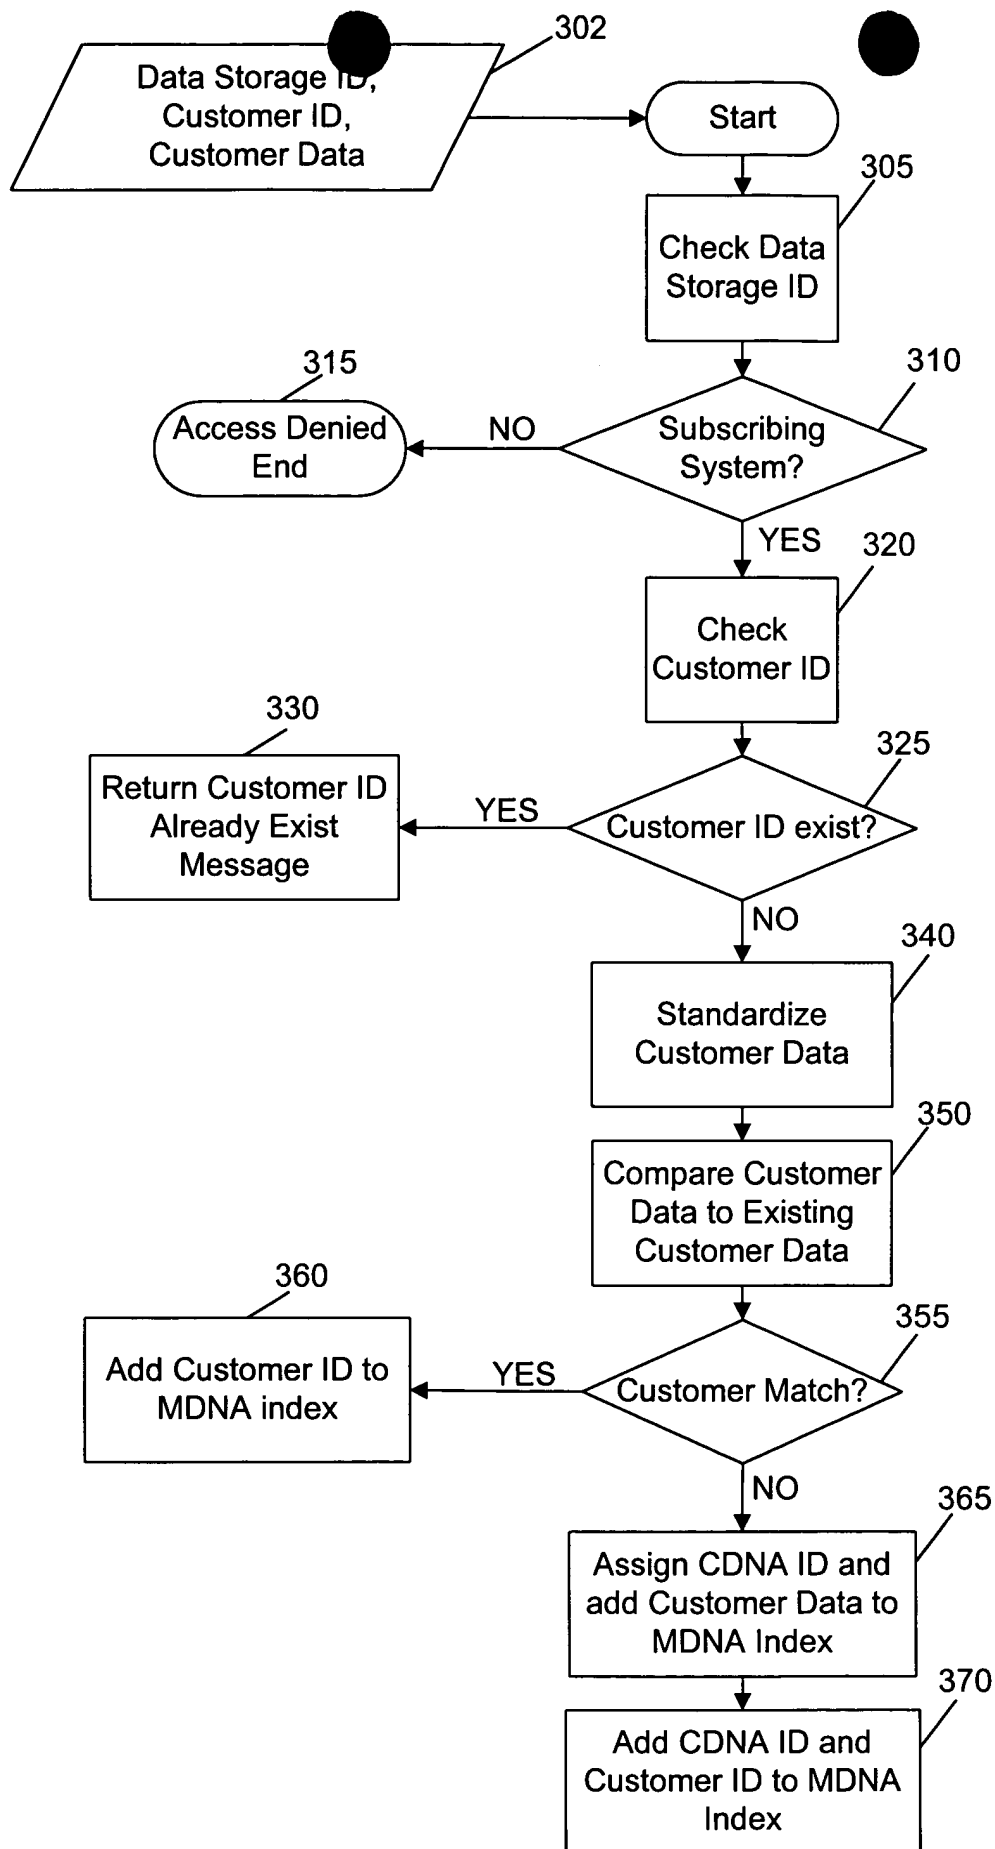 302
Data Storage ID,
Customer ID,
Customer Data
Start
305
Check Data
Storage ID
310
Subscribing
System?
315
Access Denied
End
NO
YES
320
Check
Customer ID
325
Customer ID exist?
330
Return Customer ID
Already Exist
Message
YES
NO
340
Standardize
Customer Data
350
Compare Customer
Data to Existing
Customer Data
355
Customer Match?
360
Add Customer ID to
MDNA index
YES
NO
365
Assign CDNA ID and
add Customer Data to
MDNA Index
370
Add CDNA ID and
Customer ID to MDNA
Index